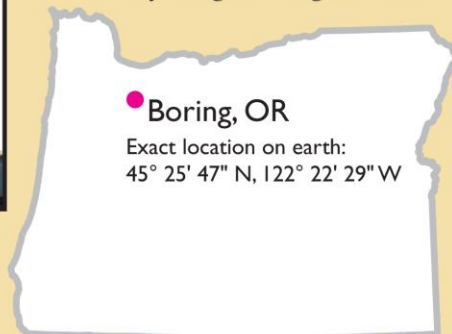 Boring, OR
Exact location on earth:
45° 25' 47" N, 122° 22' 29" W